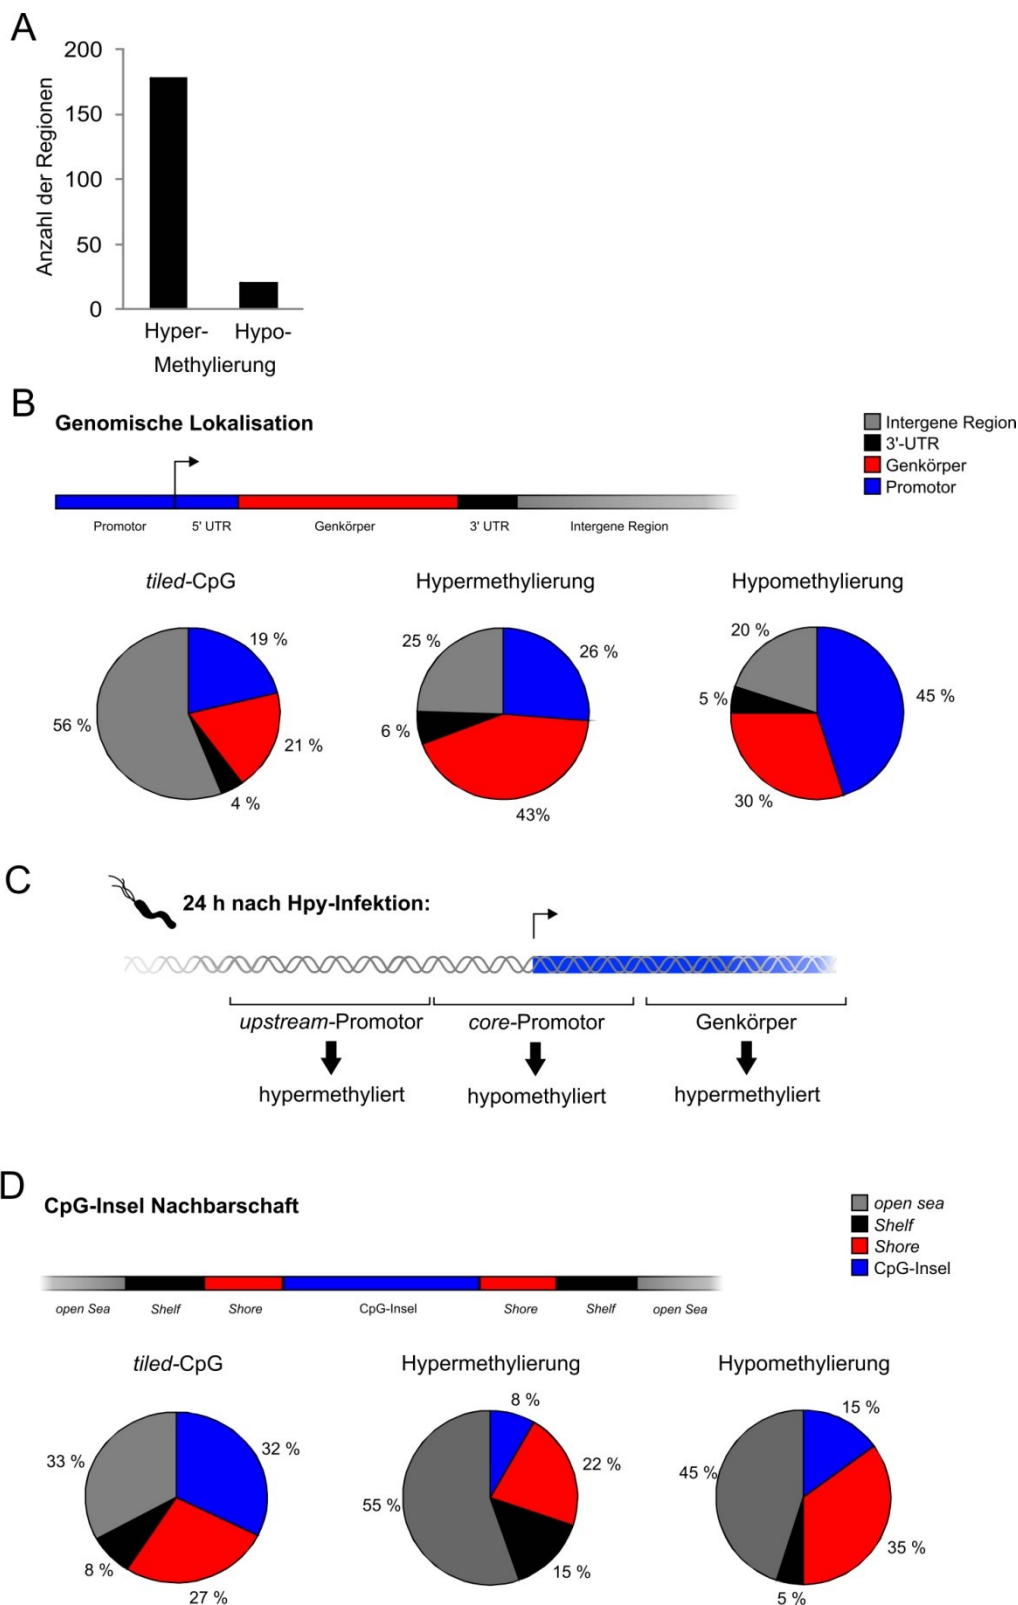 A
200
150
100
50
0
Anzahl der Regionen
Hyper- Hypo-
Methylierung
B
Genomische Lokalisation
Intergene Region
3'-UTR
Genkörper
Promotor
Promotor 5' UTR Genkörper 3' UTR Intergene Region
tiled-CpG Hypermethylierung Hypomethylierung
19 %
21 %
4 %
56 %
26 %
43%
6 %
25 %
45 %
30 %
5 %
20 %
C
24 h nach Hpy-Infektion:
upstream-Promotor core-Promotor Genkörper
hypermethyliert hypomethyliert hypermethyliert
D
CpG-Insel Nachbarschaft
open sea
Shelf
Shore
CpG-Insel
open Sea Shelf Shore CpG-Insel Shore Shelf open Sea
tiled-CpG Hypermethylierung Hypomethylierung
32 %
27 %
8 %
33 %
8 %
22 %
15 %
55 %
15 %
35 %
5 %
45 %